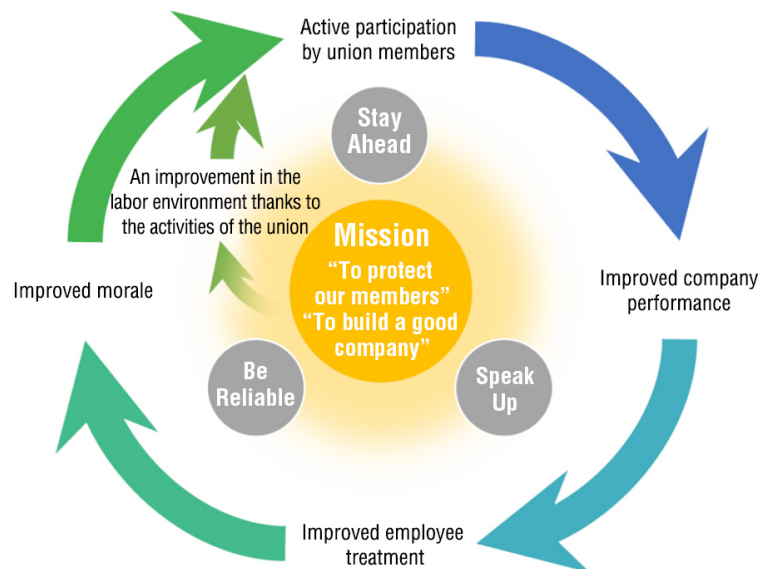 Active participation
by union members
Stay
Ahead
An improvement in the
labor environment thanks to
the activities of the union
Mission
“To protect
our members”
“To build a good
company”
Improved morale
Improved company
performance
Be
Reliable
Speak
Up
Improved employee
treatment